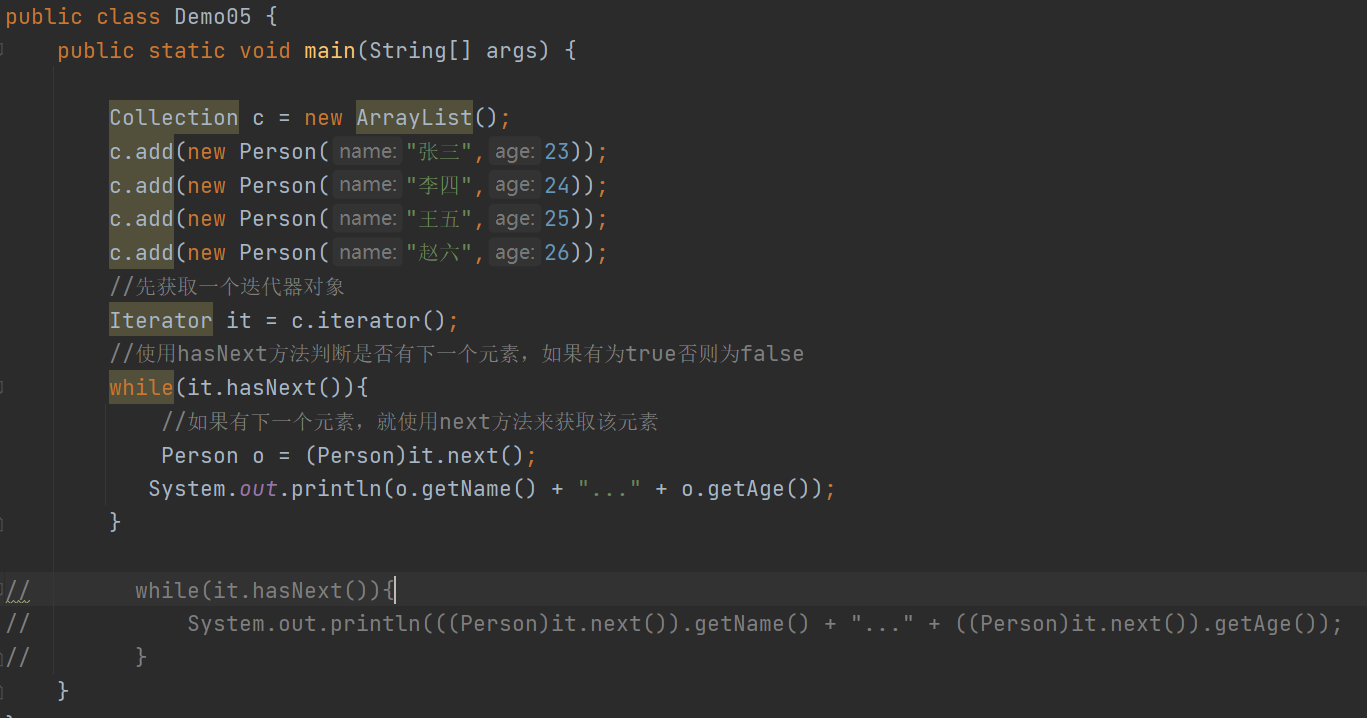 public class Demo05 {
public static void main(String[] args) {
Collection c = new ArrayList();
c.add(new Person( name: "张三", age: 23));
c.add(new Person( name: "李四", age: 24));
c.add(new Person( name: "王五", age: 25));
c.add(new Person( name: "赵六", age: 26));
//先获取一个迭代器对象
Iterator it = c.iterator();
//使用hasNext方法判断是否有下一个元素，如果有为true否则为false
while(it.hasNext()){
//如果有下一个元素，就使用next方法来获取该元素
Person o = (Person)it.next();
System.out.println(o.getName() + "..." + o.getAge());
}
// while(it.hasNext()){
// System.out.println(((Person)it.next()).getName() + "..." + ((Person)it.next()).getAge());
// }
}